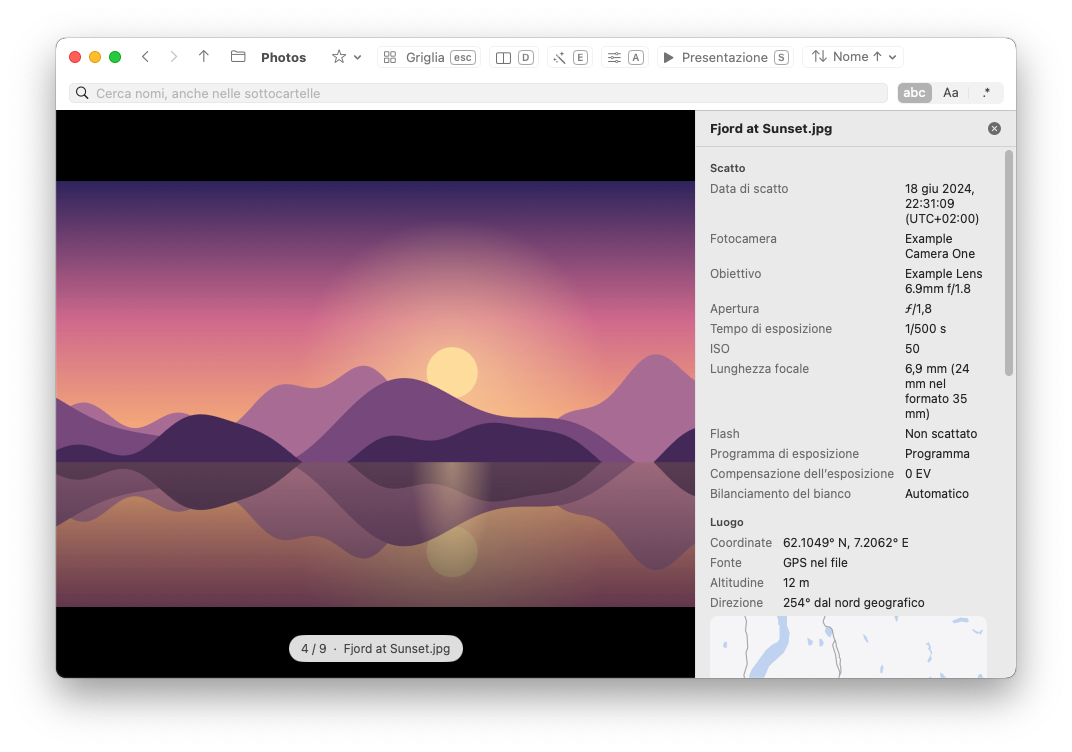 Photos
Griglia esc
D
E
A
Presentazione S
Nome
Cerca nomi, anche nelle sottocartelle
abc Aa .*
Fjord at Sunset.jpg
Scatto
Data di scatto 18 giu 2024,
22:31:09
(UTC+02:00)
Fotocamera Example
Camera One
Obiettivo Example Lens
6.9mm f/1.8
Apertura ƒ/1,8
Tempo di esposizione 1/500 s
ISO 50
Lunghezza focale 6,9 mm (24
mm nel
formato 35
mm)
Flash Non scattato
Programma di esposizione Programma
Compensazione dell'esposizione 0 EV
Bilanciamento del bianco Automatico
Luogo
Coordinate 62.1049° N, 7.2062° E
Fonte GPS nel file
Altitudine 12 m
Direzione 254° dal nord geografico
4 / 9 · Fjord at Sunset.jpg